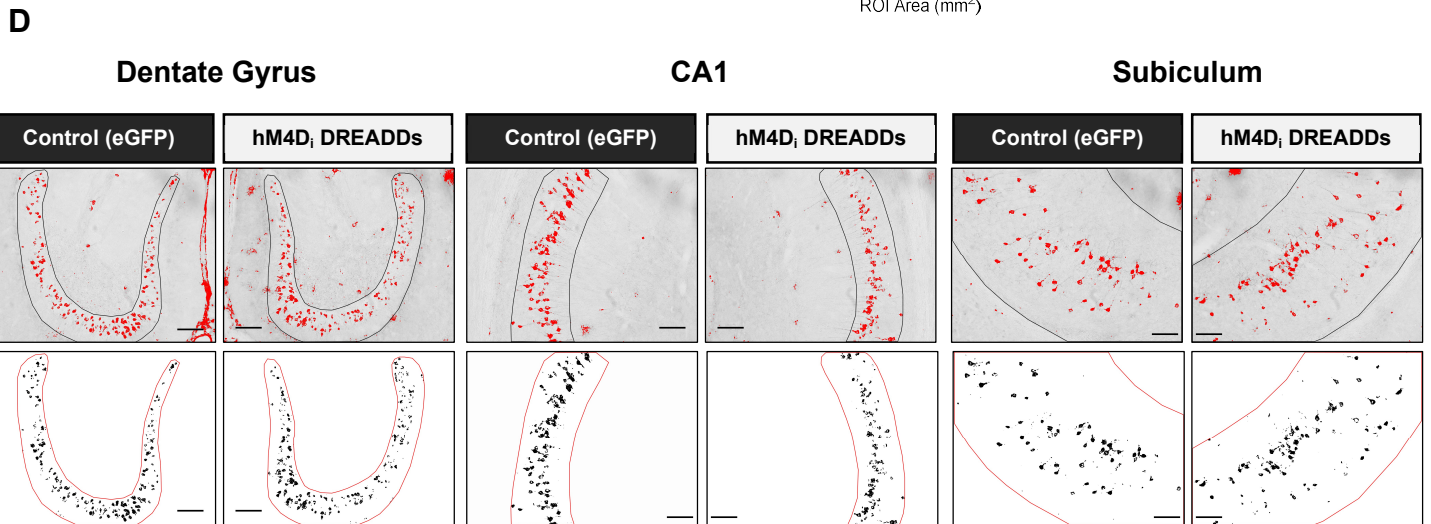 ROI Area (mm²)
D
Dentate Gyrus CA1 Subiculum
Control (eGFP) hM4Dᵢ DREADDs Control (eGFP) hM4Dᵢ DREADDs Control (eGFP) hM4Dᵢ DREADDs